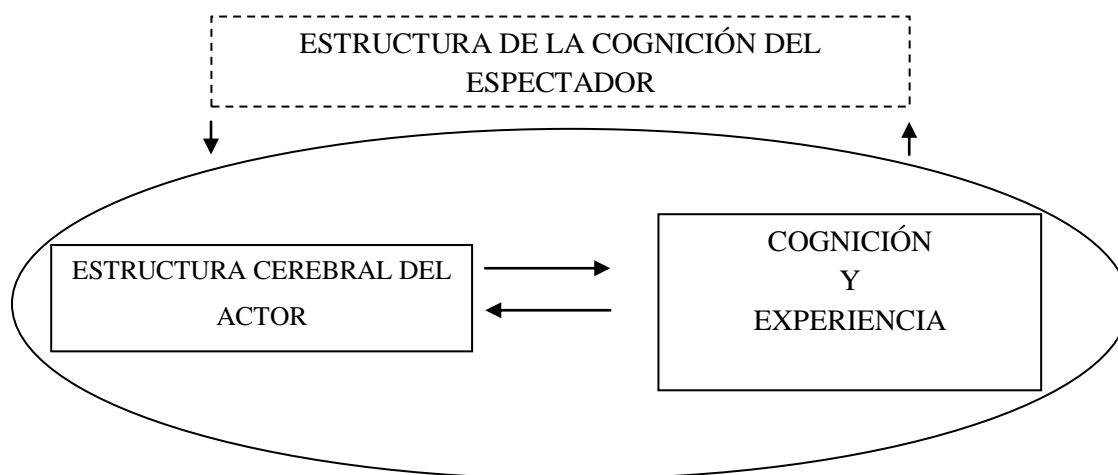 ESTRUCTURA DE LA COGNICIÓN DEL
ESPECTADOR
ESTRUCTURA CEREBRAL DEL
ACTOR
COGNICIÓN
Y
EXPERIENCIA